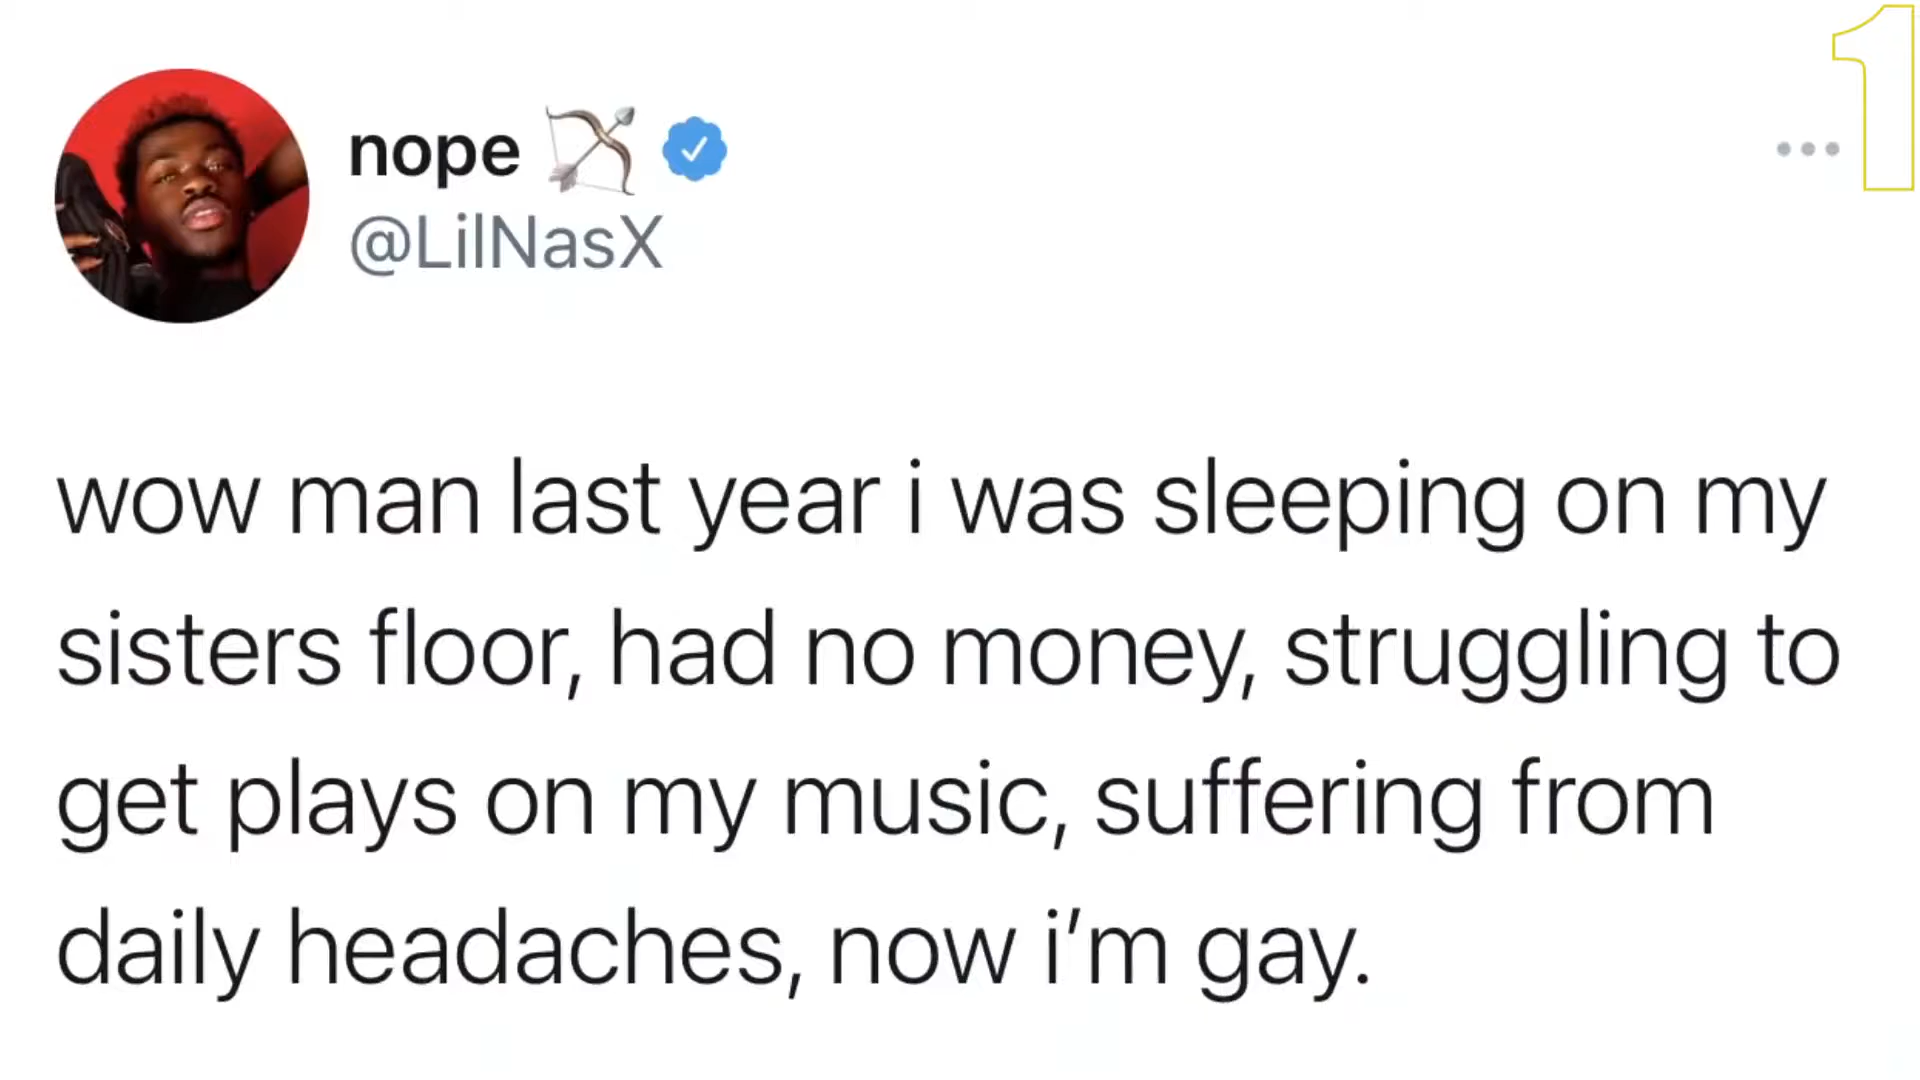 nope 🏹
@LilNasX
1
wow man last year i was sleeping on my
sisters floor, had no money, struggling to
get plays on my music, suffering from
daily headaches, now i’m gay.